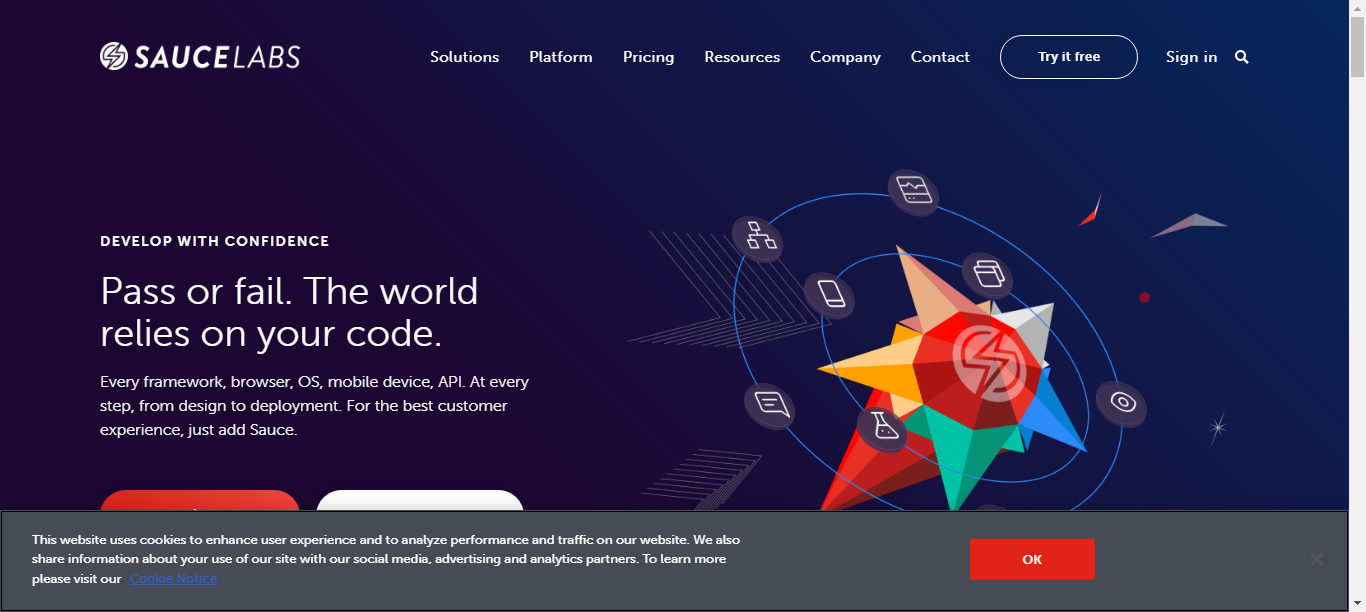 SAUCELABS
Solutions Platform Pricing Resources Company Contact Try it free Sign in
DEVELOP WITH CONFIDENCE
Pass or fail. The world
relies on your code.
Every framework, browser, OS, mobile device, API. At every
step, from design to deployment. For the best customer
experience, just add Sauce.
This website uses cookies to enhance user experience and to analyze performance and traffic on our website. We also
share information about your use of our site with our social media, advertising and analytics partners. To learn more
please visit our Cookie Notice
OK